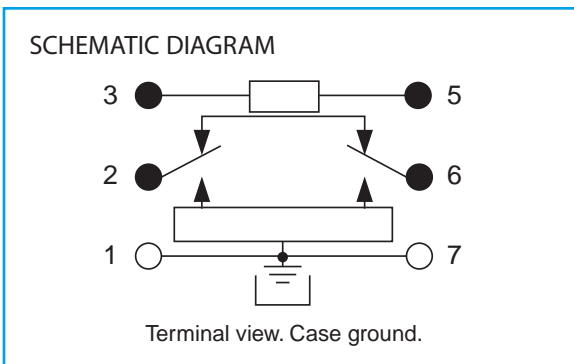 SCHEMATIC DIAGRAM
3 5
2 6
1 7
Terminal view. Case ground.